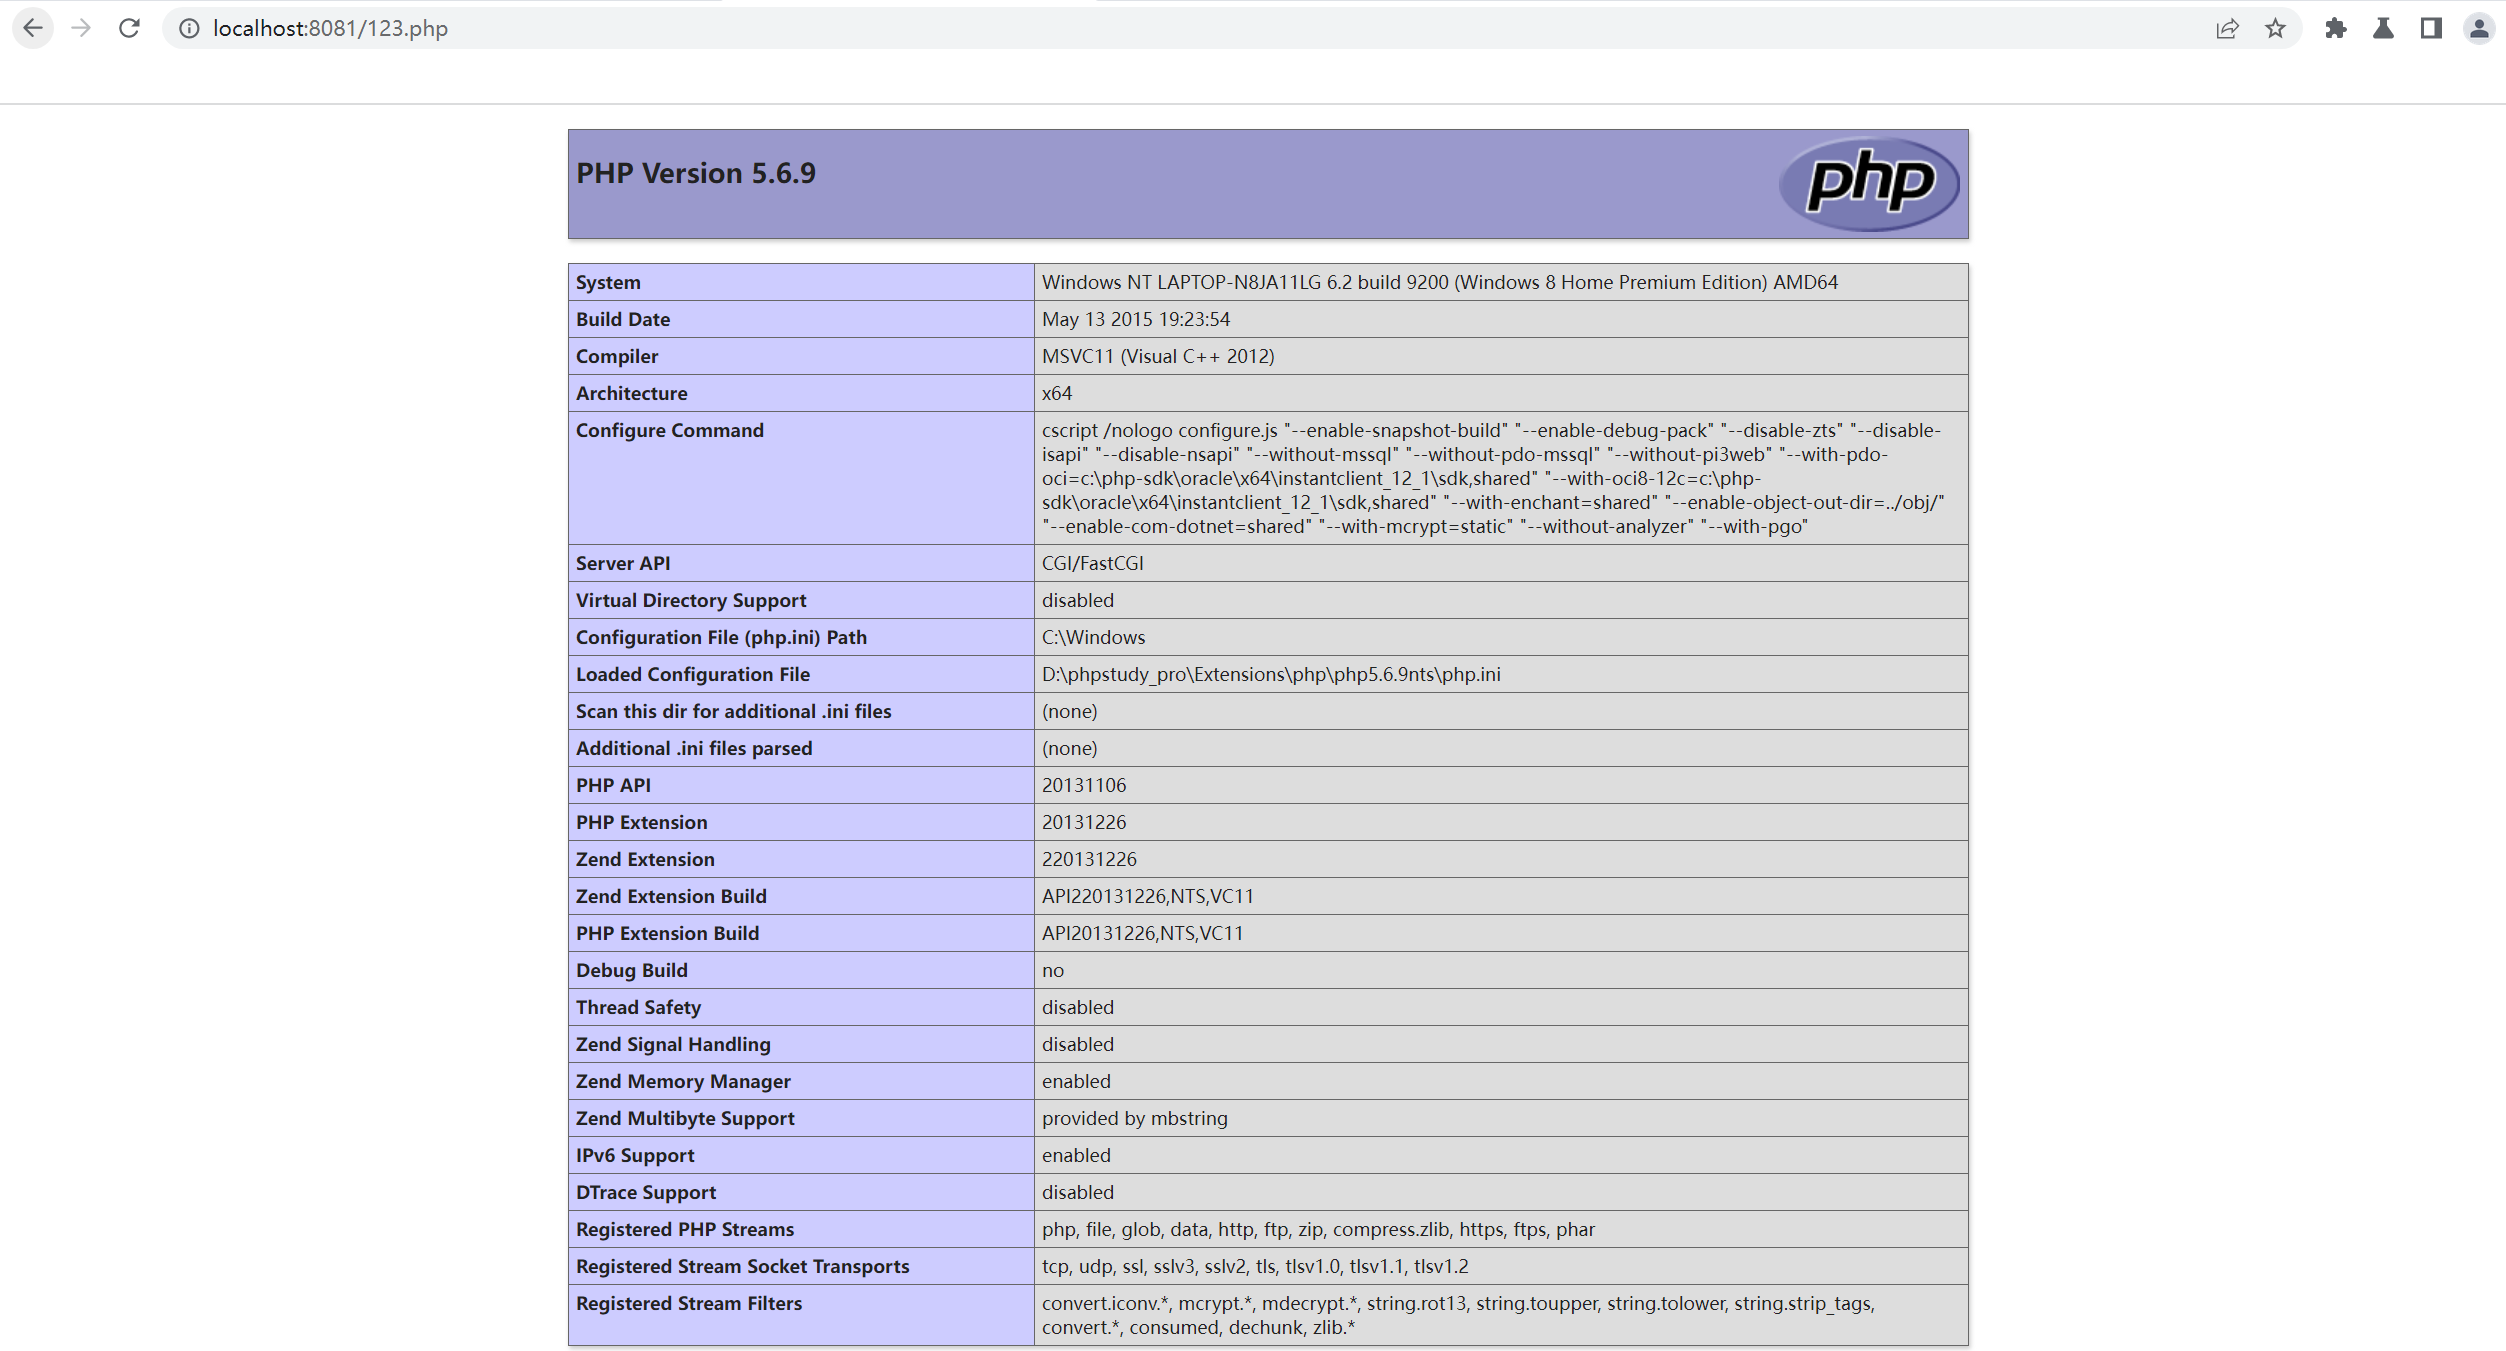 localhost:8081/123.php
PHP Version 5.6.9
php
System Windows NT LAPTOP-N8JA11LG 6.2 build 9200 (Windows 8 Home Premium Edition) AMD64
Build Date May 13 2015 19:23:54
Compiler MSVC11 (Visual C++ 2012)
Architecture x64
Configure Command cscript /nologo configure.js "--enable-snapshot-build" "--enable-debug-pack" "--disable-zts" "--disable-
isapi" "--disable-nsapi" "--without-mssql" "--without-pdo-mssql" "--without-pi3web" "--with-pdo-
oci=c:\php-sdk\oracle\x64\instantclient_12_1\sdk,shared" "--with-oci8-12c=c:\php-
sdk\oracle\x64\instantclient_12_1\sdk,shared" "--with-enchant=shared" "--enable-object-out-dir=../obj/"
"--enable-com-dotnet=shared" "--with-mcrypt=static" "--without-analyzer" "--with-pgo"
Server API CGI/FastCGI
Virtual Directory Support disabled
Configuration File (php.ini) Path C:\Windows
Loaded Configuration File D:\phpstudy_pro\Extensions\php\php5.6.9nts\php.ini
Scan this dir for additional .ini files (none)
Additional .ini files parsed (none)
PHP API 20131106
PHP Extension 20131226
Zend Extension 220131226
Zend Extension Build API220131226,NTS,VC11
PHP Extension Build API20131226,NTS,VC11
Debug Build no
Thread Safety disabled
Zend Signal Handling disabled
Zend Memory Manager enabled
Zend Multibyte Support provided by mbstring
IPv6 Support enabled
DTrace Support disabled
Registered PHP Streams php, file, glob, data, http, ftp, zip, compress.zlib, https, ftps, phar
Registered Stream Socket Transports tcp, udp, ssl, sslv3, sslv2, tls, tlsv1.0, tlsv1.1, tlsv1.2
Registered Stream Filters convert.iconv.*, mcrypt.*, mdecrypt.*, string.rot13, string.toupper, string.tolower, string.strip_tags,
convert.*, consumed, dechunk, zlib.*